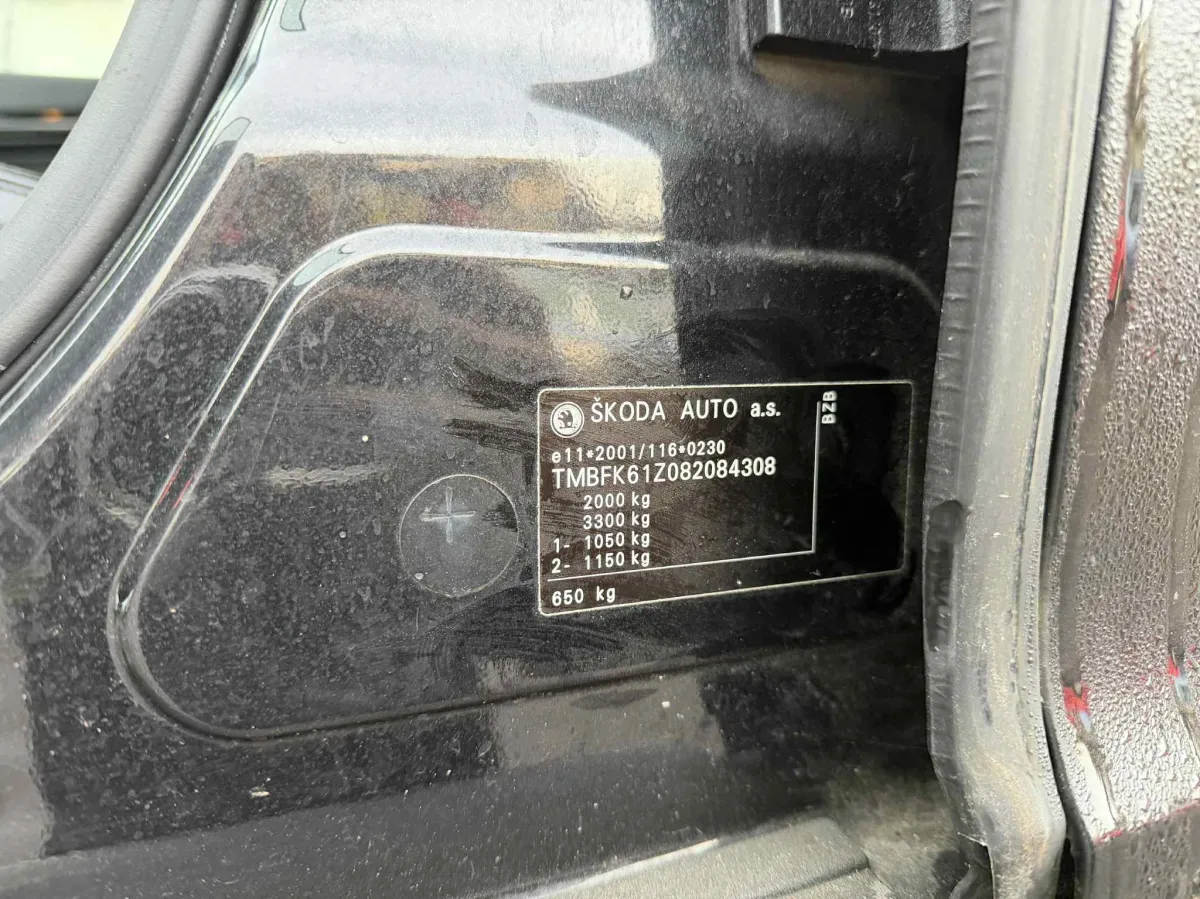 ŠKODA AUTO a.s.
BZB
e11*2001/116*0230
TMBFK61Z082084308
2000 kg
3300 kg
1- 1050 kg
2- 1150 kg
650 kg